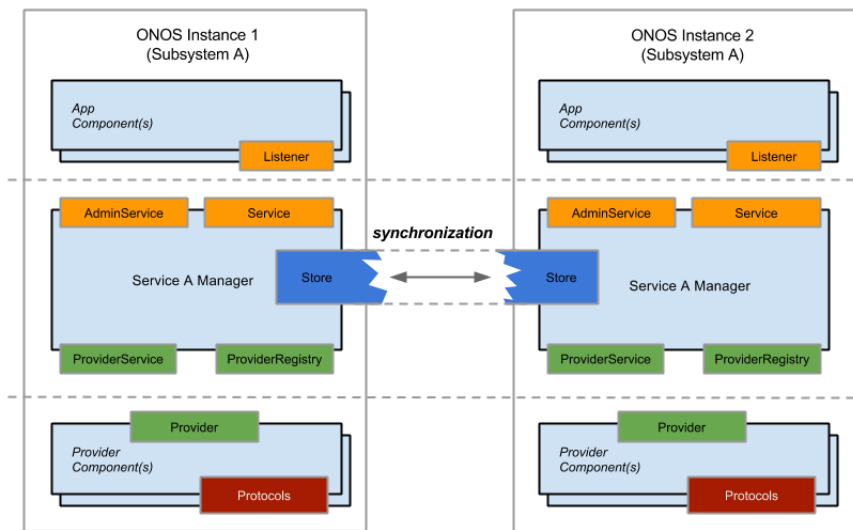 ONOS Instance 1
(Subsystem A)
App
Component(s)
Listener
AdminService
Service
Service A Manager
Store
ProviderService
ProviderRegistry
Provider
Provider
Component(s)
Protocols
synchronization
ONOS Instance 2
(Subsystem A)
App
Component(s)
Listener
AdminService
Service
Store
Service A Manager
ProviderService
ProviderRegistry
Provider
Provider
Component(s)
Protocols